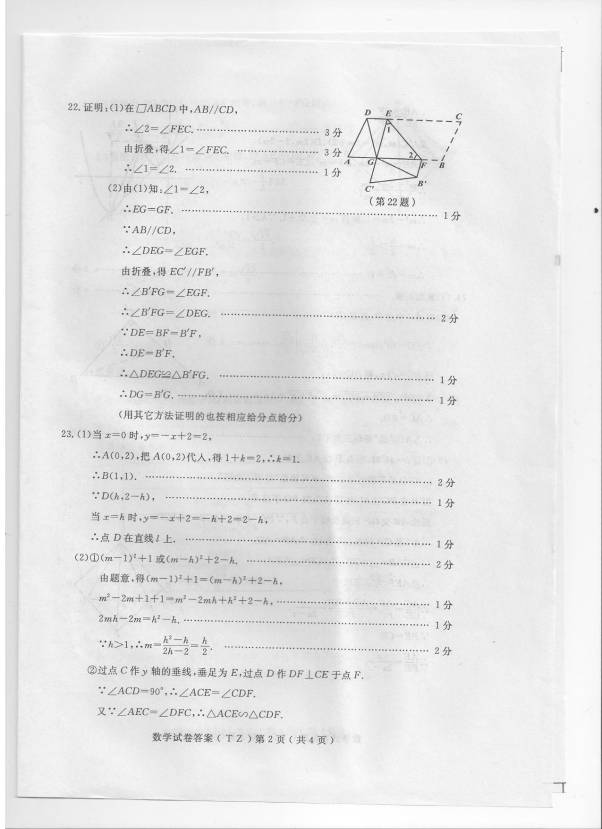 22. 证明:(1)在▱ABCD中,AB//CD,
∴∠2=∠FEC. …… 3分
由折叠,得∠1=∠FEC. …… 3分
∴∠1=∠2. …… 1分
D E C
1
A G 2 F B
C′ B′
(第22题)
(2)由(1)知:∠1=∠2,
∴EG=GF. …… 1分
∵AB//CD,
∴∠DEG=∠EGF.
由折叠,得EC′//FB′,
∴∠B′FG=∠EGF.
∴∠B′FG=∠DEG. …… 2分
∵DE=BF=B′F,
∴DE=B′F.
∴△DEG≌△B′FG. …… 1分
∴DG=B′G. …… 1分
(用其它方法证明的也按相应给分点给分)
23. (1)当x=0时,y=-x+2=2,
∴A(0,2),把A(0,2)代人,得1+k=2,∴k=1.
∴B(1,1). …… 2分
∵D(h,2-h), …… 1分
当x=h时,y=-x+2=-h+2=2-h,
∴点D在直线l上. …… 1分
(2)①(m-1)²+1或(m-h)²+2-h. …… 2分
由题意,得(m-1)²+1=(m-h)²+2-h,
m²-2m+1+1=m²-2mh+h²+2-h, …… 1分
2mh-2m=h²-h. …… 1分
∵h>1,∴m=(h²-h)/(2h-2)=h/2. …… 2分
②过点C作y轴的垂线,垂足为E,过点D作DF⊥CE于点F.
∵∠ACD=90°,∴∠ACE=∠CDF.
又∵∠AEC=∠DFC,∴△ACE∽△CDF.
数学试卷答案(TZ)第2页(共4页)